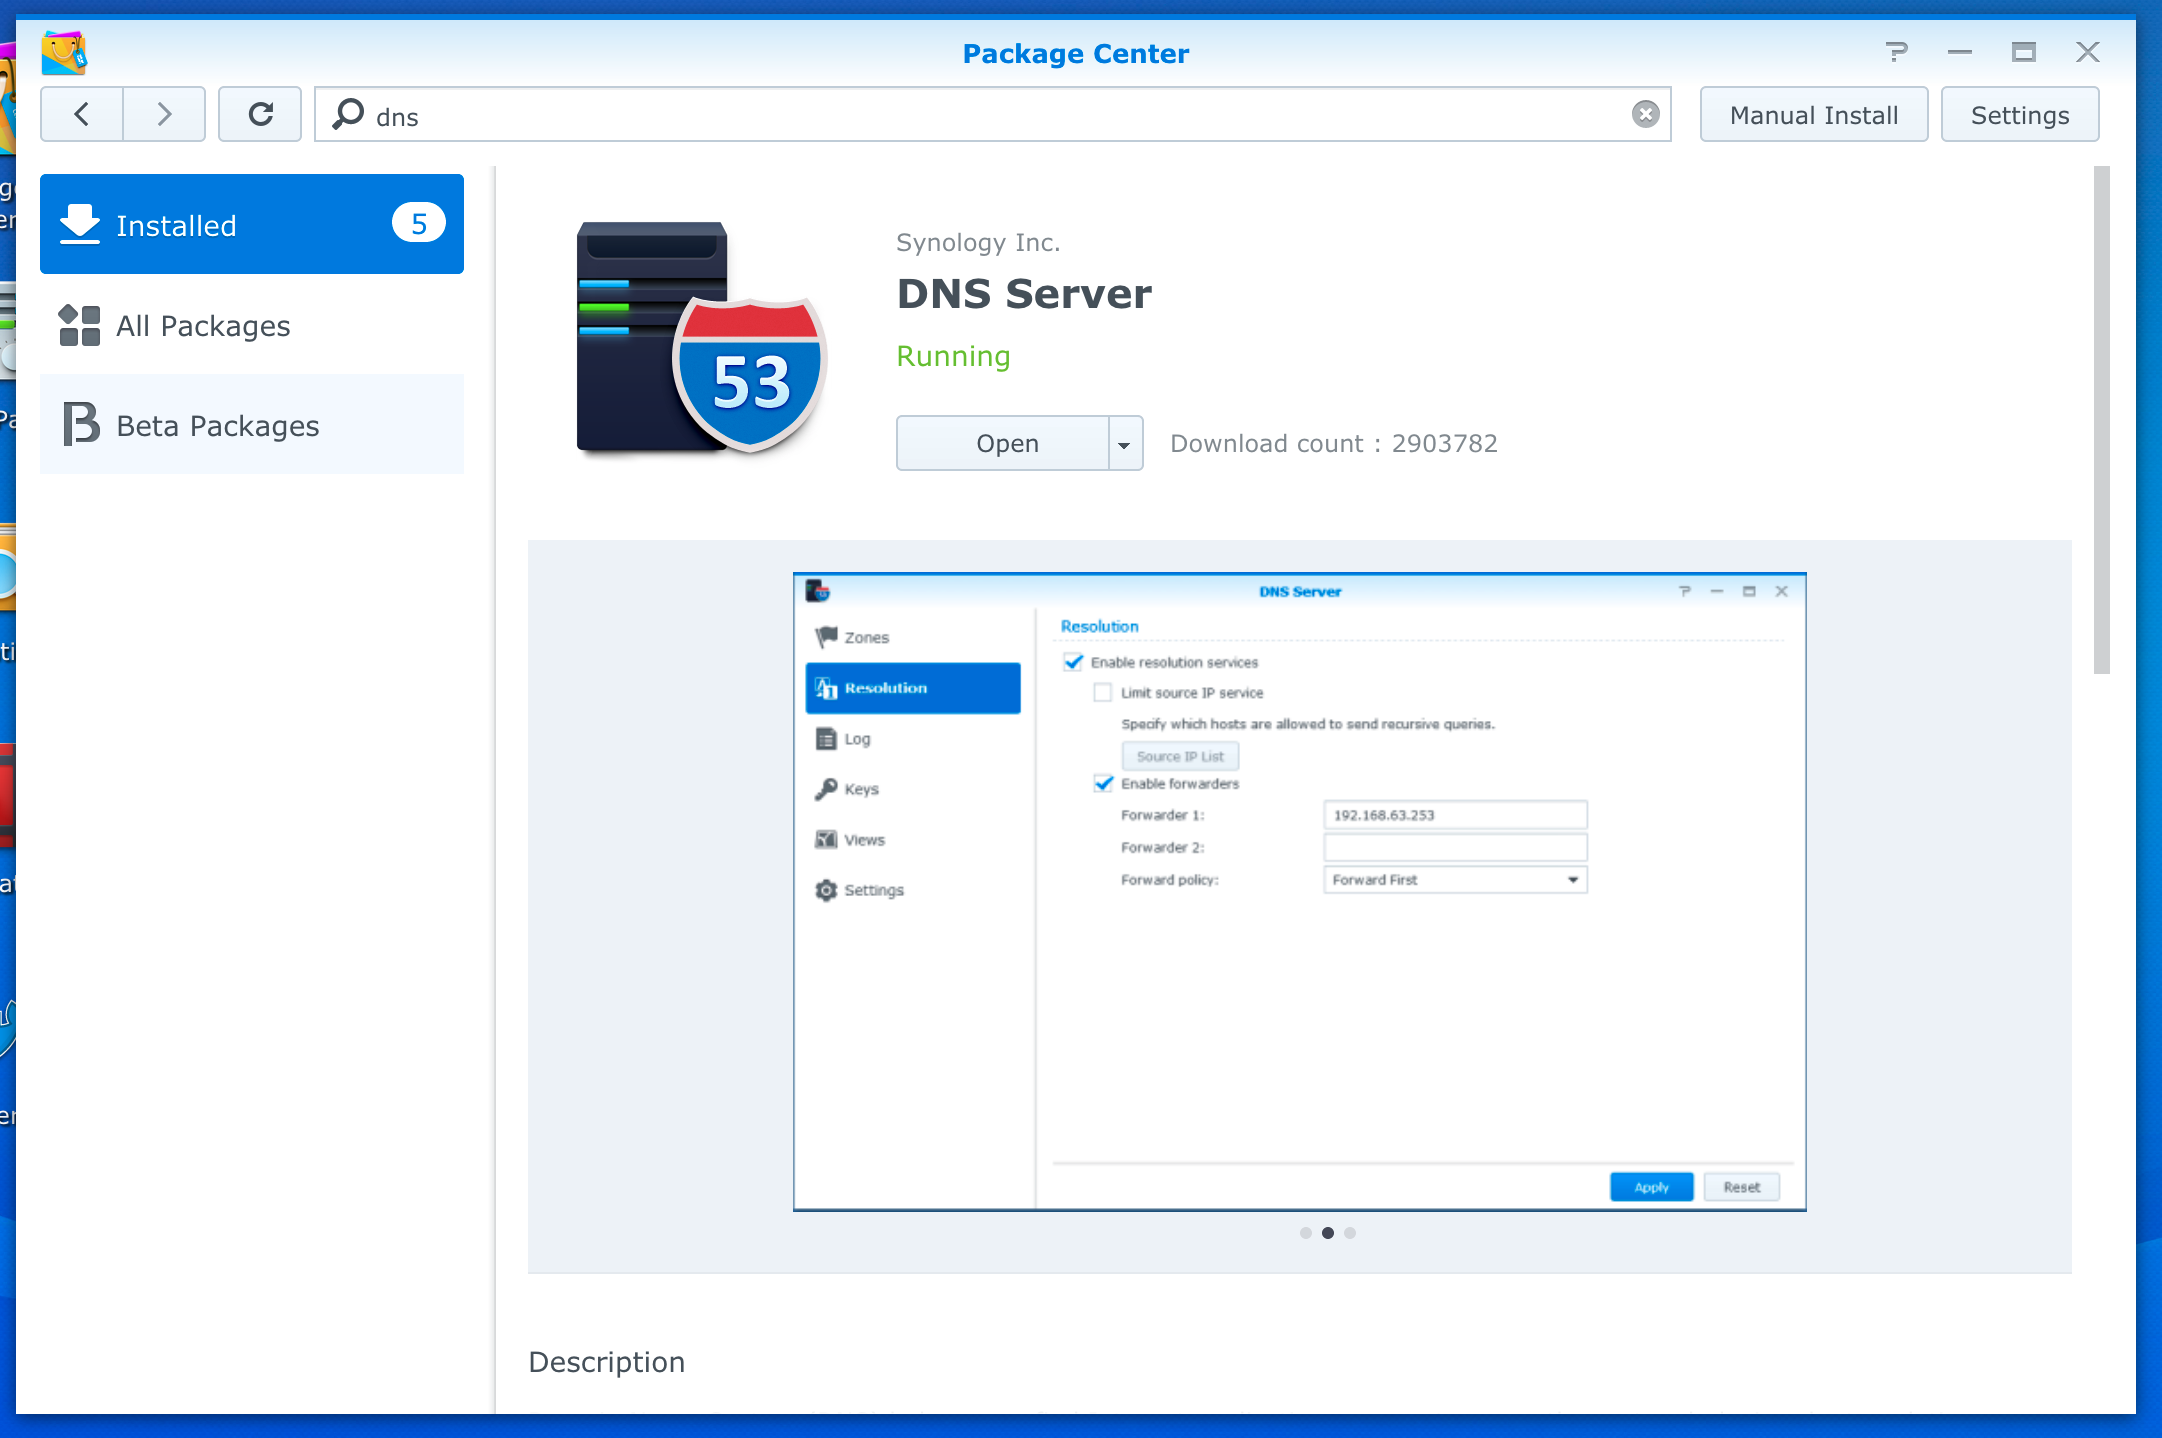 Package Center
dns
Manual Install
Settings
Installed
5
All Packages
Beta Packages
Synology Inc.
DNS Server
Running
53
Open
Download count : 2903782
DNS Server
Zones
Resolution
Log
Keys
Views
Settings
Resolution
Enable resolution services
Limit source IP service
Specify which hosts are allowed to send recursive queries.
Source IP List
Enable forwarders
Forwarder 1:
192.168.63.253
Forwarder 2:
Forward policy:
Forward First
Apply
Reset
Description